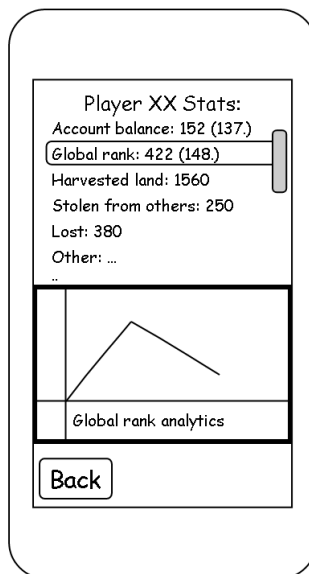 Player XX Stats:
Account balance: 152 (137.)
Global rank: 422 (148.)
Harvested land: 1560
Stolen from others: 250
Lost: 380
Other: ...
..
Global rank analytics
Back